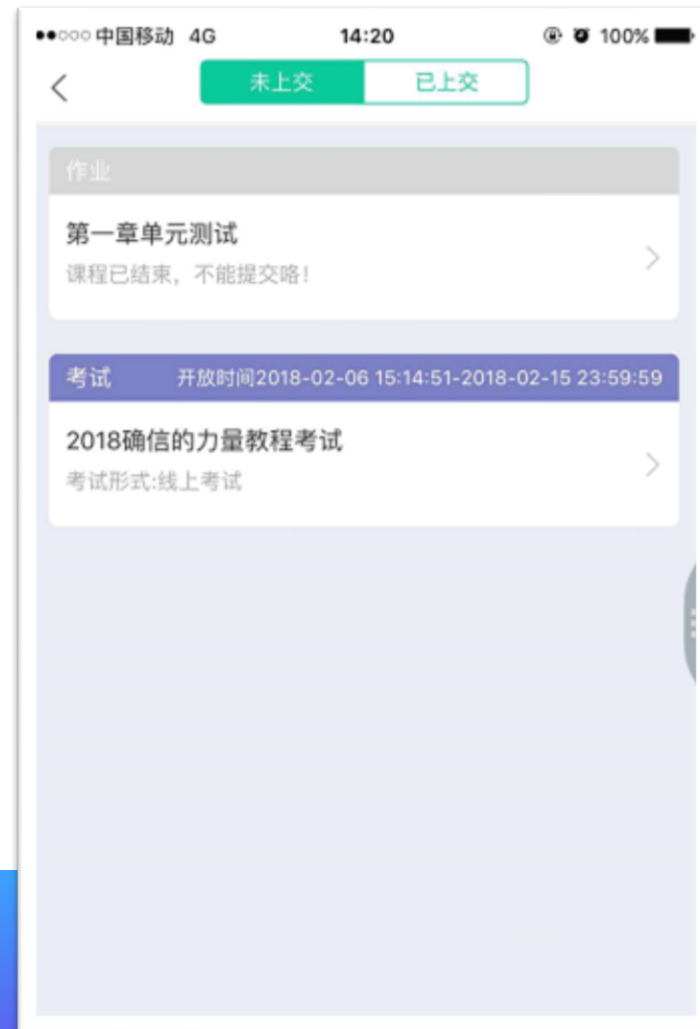 中国移动 4G 14:20 100%
未上交 已上交
作业
第一章单元测试
课程已结束，不能提交咯！
考试 开放时间2018-02-06 15:14:51-2018-02-15 23:59:59
2018确信的力量教程考试
考试形式:线上考试